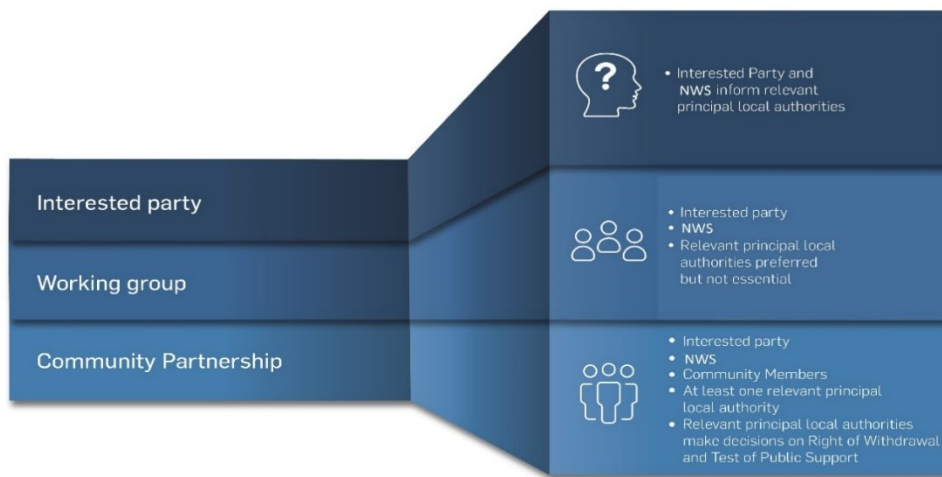 Interested party
Working group
Community Partnership
?
• Interested Party and
NWS inform relevant
principal local authorities
• Interested party
• NWS
• Relevant principal local
authorities preferred
but not essential
• Interested party
• NWS
• Community Members
• At least one relevant principal
local authority
• Relevant principal local authorities
make decisions on Right of Withdrawal
and Test of Public Support